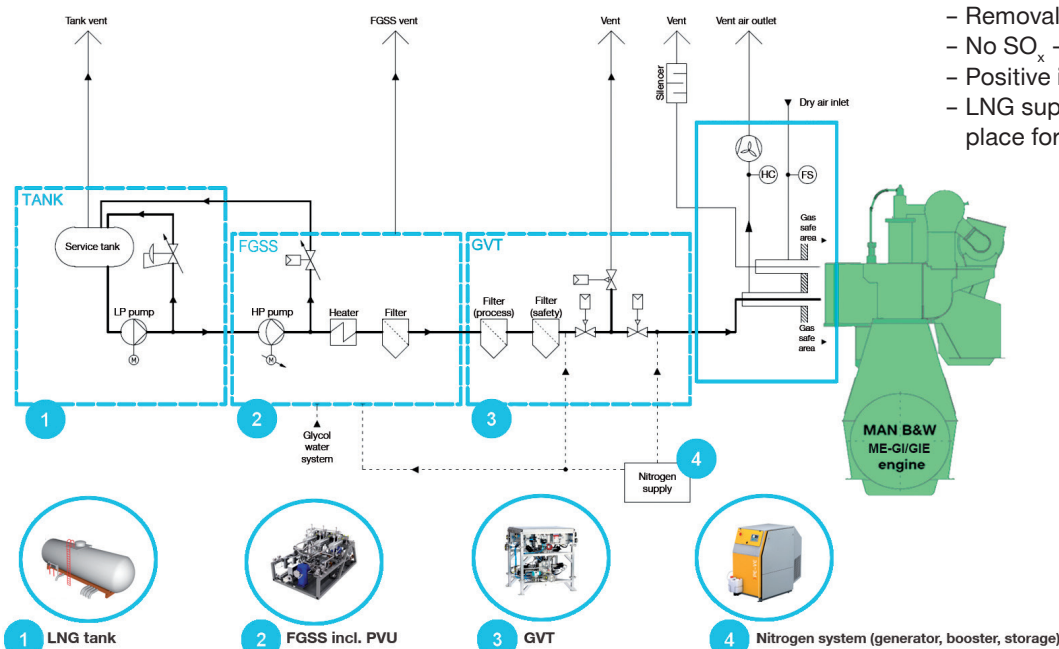 – Removal
– No SOx –
– Positive i
– LNG sup
place for
Tank vent
FGSS vent
Vent
Vent
Vent air outlet
Silencer
Dry air inlet
HC
FS
TANK
Service tank
LP pump
M
FGSS
HP pump
M
Heater
Filter
GVT
Filter
(process)
Filter
(safety)
Gas
safe
area
Gas
safe
area
1
2
3
4
Glycol
water
system
Nitrogen
supply
MAN B&W
ME-GI/GIE
engine
1 LNG tank
2 FGSS incl. PVU
3 GVT
4 Nitrogen system (generator, booster, storage)